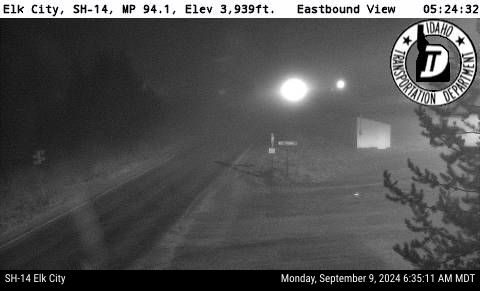 Elk City, SH-14, MP 94.1, Elev 3,939ft. Eastbound View 05:24:32
IDAHO
TRANSPORTATION DEPARTMENT
SH-14 Elk City Monday, September 9, 2024 6:35:11 AM MDT